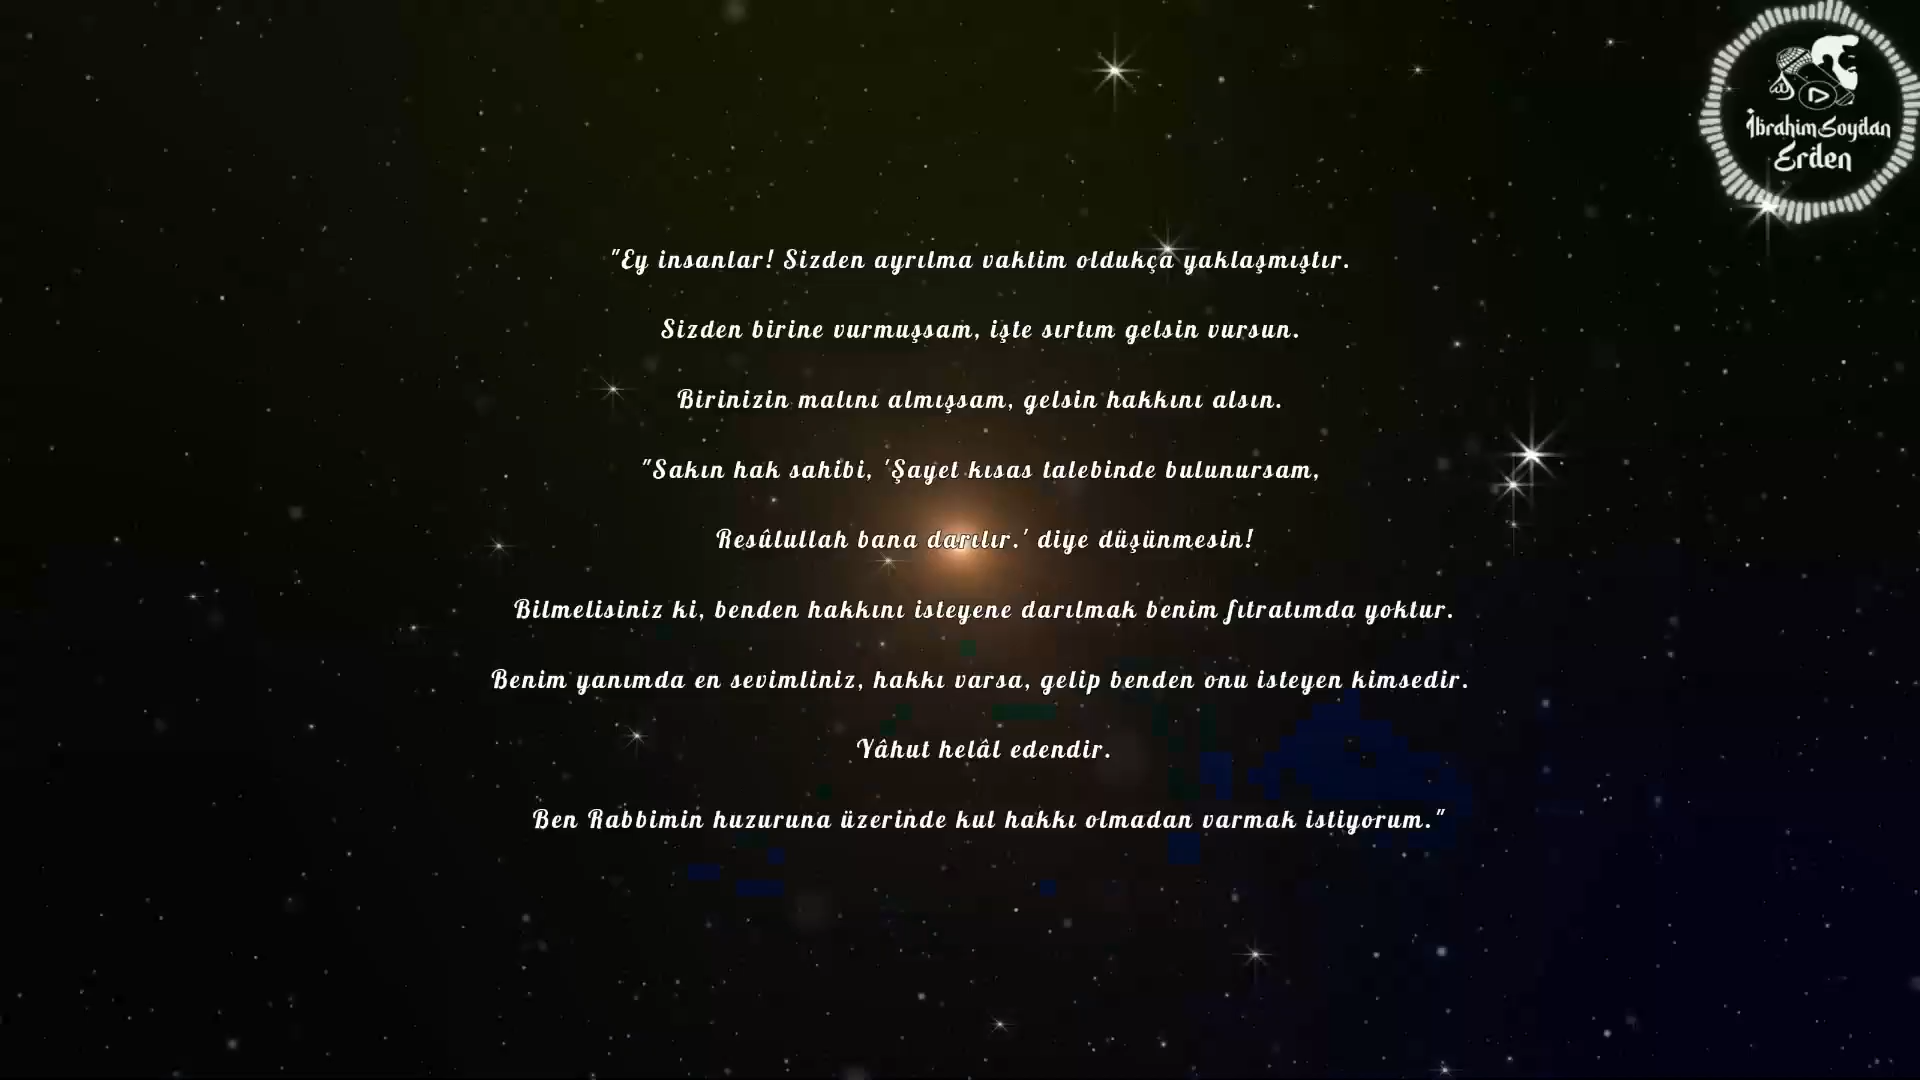 الله
İbrahim Soydan
Erden
"Ey insanlar! Sizden ayrılma vaktim oldukça yaklaşmıştır.
Sizden birine vurmuşsam, işte sırtım gelsin vursun.
Birinizin malını almışsam, gelsin hakkını alsın.
"Sakın hak sahibi, 'Şayet kısas talebinde bulunursam,
Resûlullah bana darılır.' diye düşünmesin!
Bilmelisiniz ki, benden hakkını isteyene darılmak benim fıtratımda yoktur.
Benim yanımda en sevimliniz, hakkı varsa, gelip benden onu isteyen kimsedir.
Yâhut helâl edendir.
Ben Rabbimin huzuruna üzerinde kul hakkı olmadan varmak istiyorum."